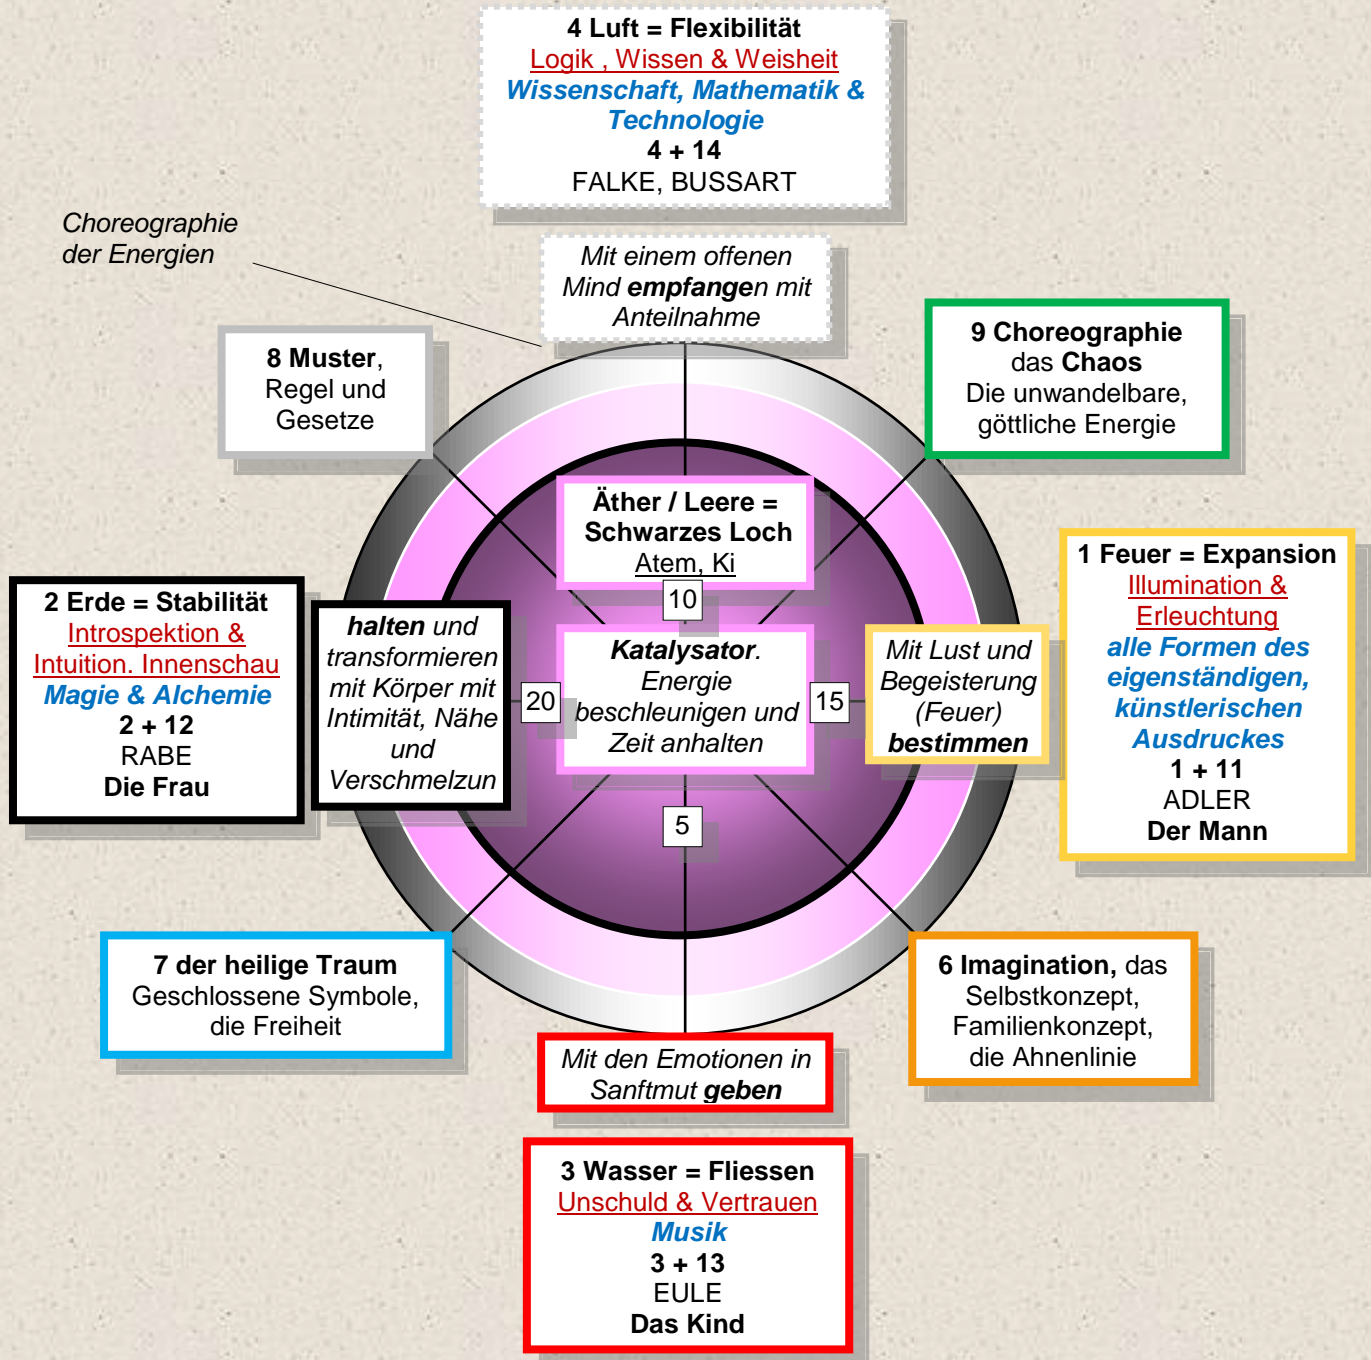 4 Luft = Flexibilität
Logik , Wissen & Weisheit
Wissenschaft, Mathematik &
Technologie
4 + 14
FALKE, BUSSART
Choreographie
der Energien
Mit einem offenen
Mind empfangen mit
Anteilnahme
8 Muster,
Regel und
Gesetze
9 Choreographie
das Chaos
Die unwandelbare,
göttliche Energie
Äther / Leere =
Schwarzes Loch
Atem, Ki
10
2 Erde = Stabilität
Introspektion &
Intuition. Innenschau
Magie & Alchemie
2 + 12
RABE
Die Frau
halten und
transformieren
mit Körper mit
Intimität, Nähe
und
Verschmelzun
20
Katalysator.
Energie
beschleunigen und
Zeit anhalten
15
Mit Lust und
Begeisterung
(Feuer)
bestimmen
1 Feuer = Expansion
Illumination &
Erleuchtung
alle Formen des
eigenständigen,
künstlerischen
Ausdruckes
1 + 11
ADLER
Der Mann
5
7 der heilige Traum
Geschlossene Symbole,
die Freiheit
6 Imagination, das
Selbstkonzept,
Familienkonzept,
die Ahnenlinie
Mit den Emotionen in
Sanftmut geben
3 Wasser = Fliessen
Unschuld & Vertrauen
Musik
3 + 13
EULE
Das Kind